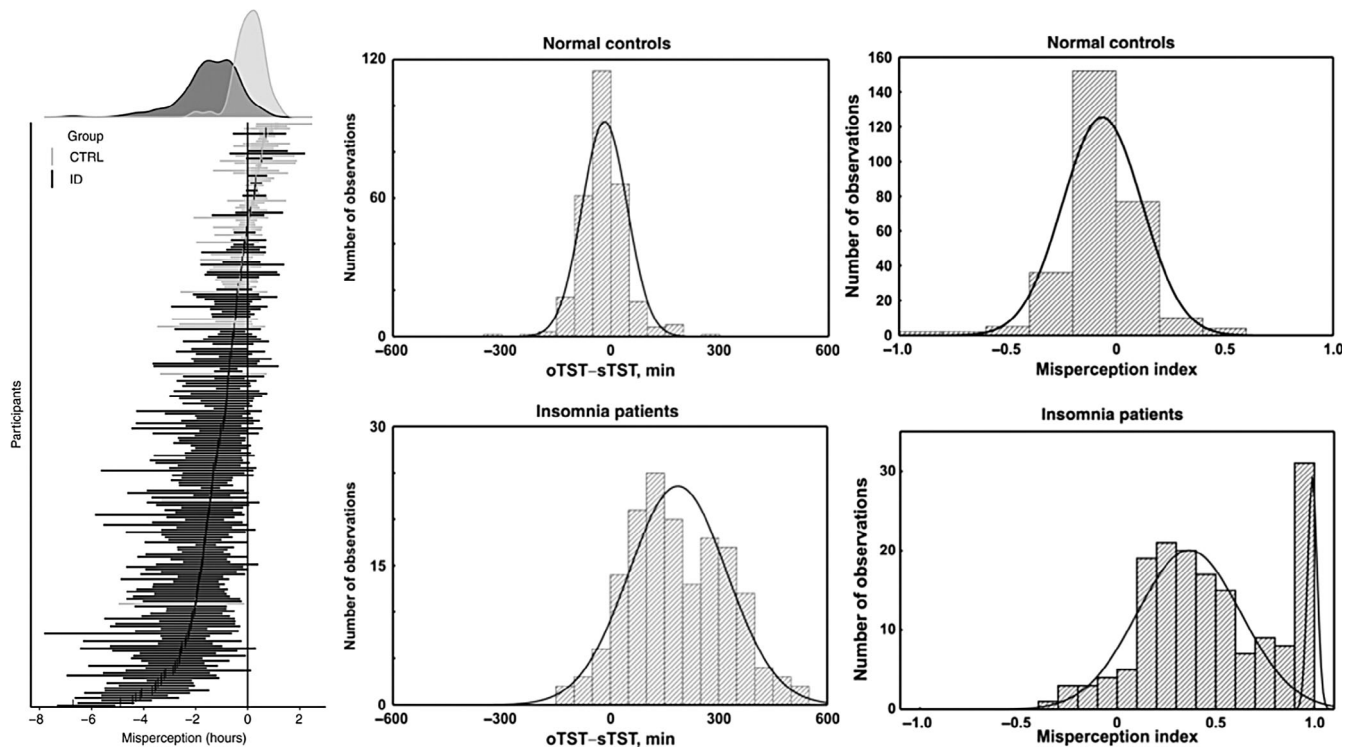 Group
CTRL
ID
Participants
−8 −6 −4 −2 0 2
Misperception (hours)
Normal controls
Number of observations
120
60
0
−600 −300 0 300 600
oTST−sTST, min
Normal controls
Number of observations
160
140
120
100
80
60
40
20
0
-1.0 −0.5 0 0.5 1.0
Misperception index
Insomnia patients
Number of observations
30
15
0
−600 −300 0 300 600
oTST−sTST, min
Insomnia patients
Number of observations
30
20
10
0
-1.0 −0.5 0 0.5 1.0
Misperception index